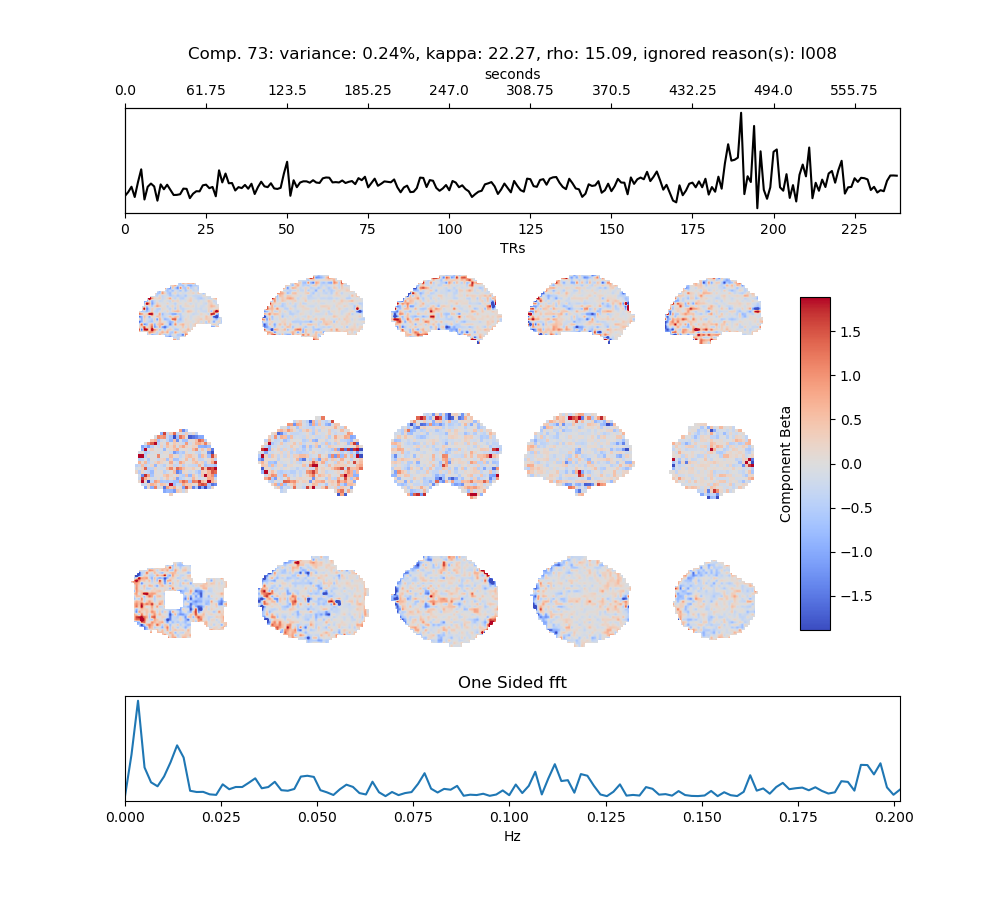 Comp. 73: variance: 0.24%, kappa: 22.27, rho: 15.09, ignored reason(s): I008
seconds
0.0 61.75 123.5 185.25 247.0 308.75 370.5 432.25 494.0 555.75
0 25 50 75 100 125 150 175 200 225
TRs
1.5
1.0
0.5
0.0
−0.5
−1.0
−1.5
Component Beta
One Sided fft
0.000 0.025 0.050 0.075 0.100 0.125 0.150 0.175 0.200
Hz